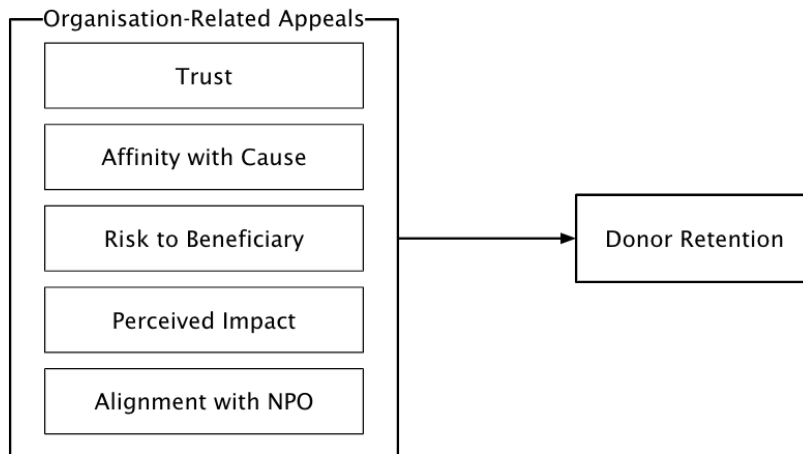 Organisation-Related Appeals
Trust
Affinity with Cause
Risk to Beneficiary
Perceived Impact
Alignment with NPO
Donor Retention